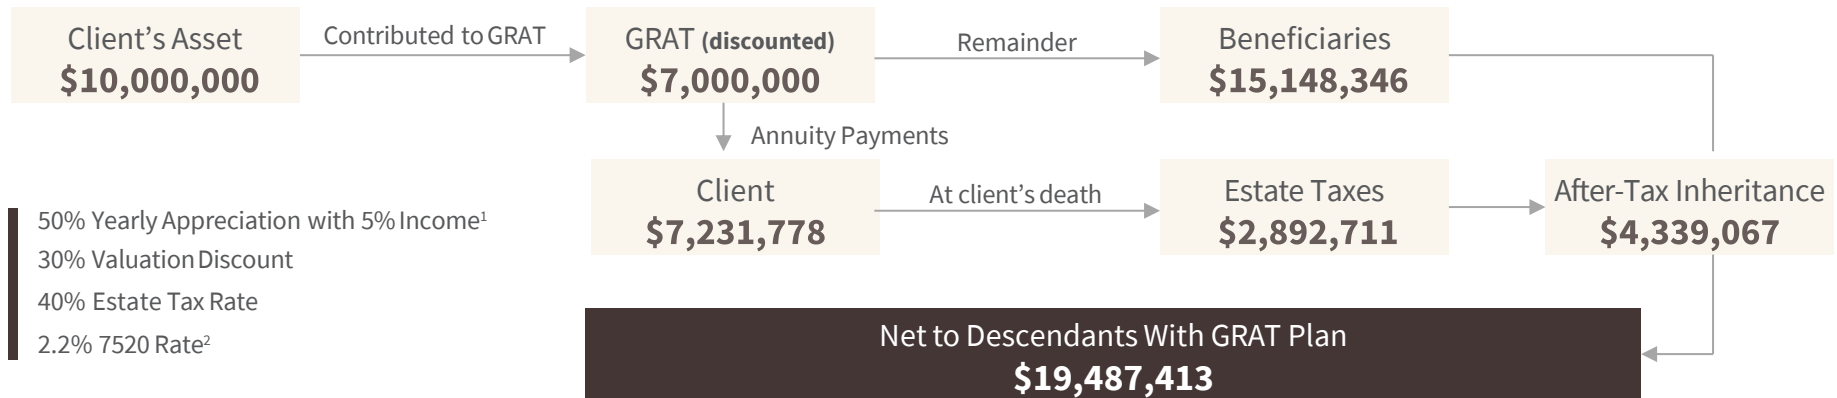 Client’s Asset
$10,000,000
Contributed to GRAT
GRAT (discounted)
$7,000,000
Remainder
Beneficiaries
$15,148,346
Annuity Payments
Client
$7,231,778
At client’s death
Estate Taxes
$2,892,711
After-Tax Inheritance
$4,339,067
50% Yearly Appreciation with 5% Income¹
30% Valuation Discount
40% Estate Tax Rate
2.2% 7520 Rate²
Net to Descendants With GRAT Plan
$19,487,413